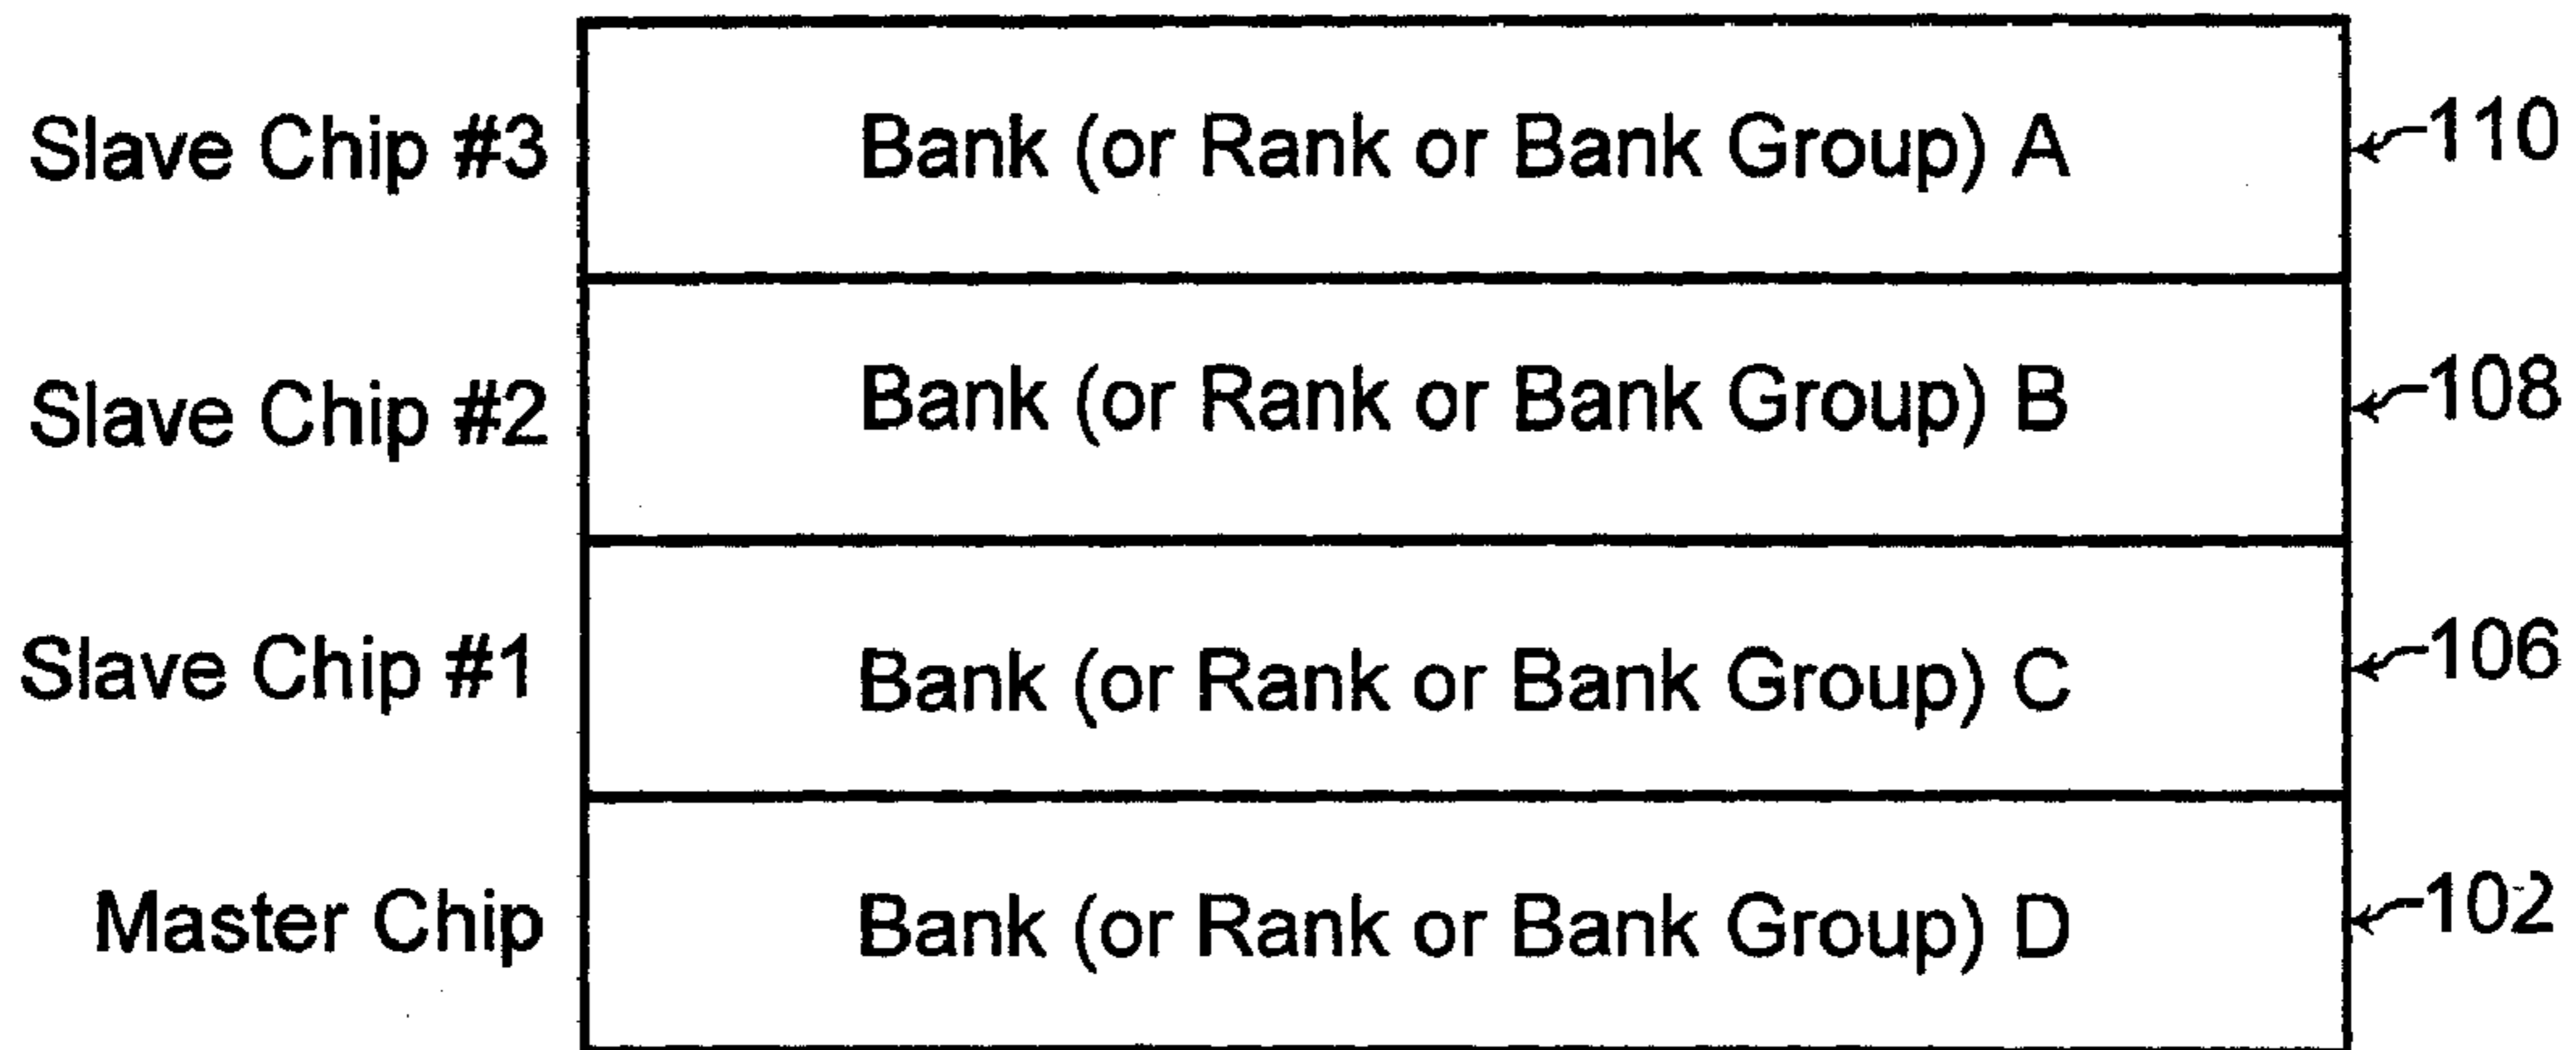 Slave Chip #3 Bank (or Rank or Bank Group) A 110
Slave Chip #2 Bank (or Rank or Bank Group) B 108
Slave Chip #1 Bank (or Rank or Bank Group) C 106
Master Chip Bank (or Rank or Bank Group) D 102